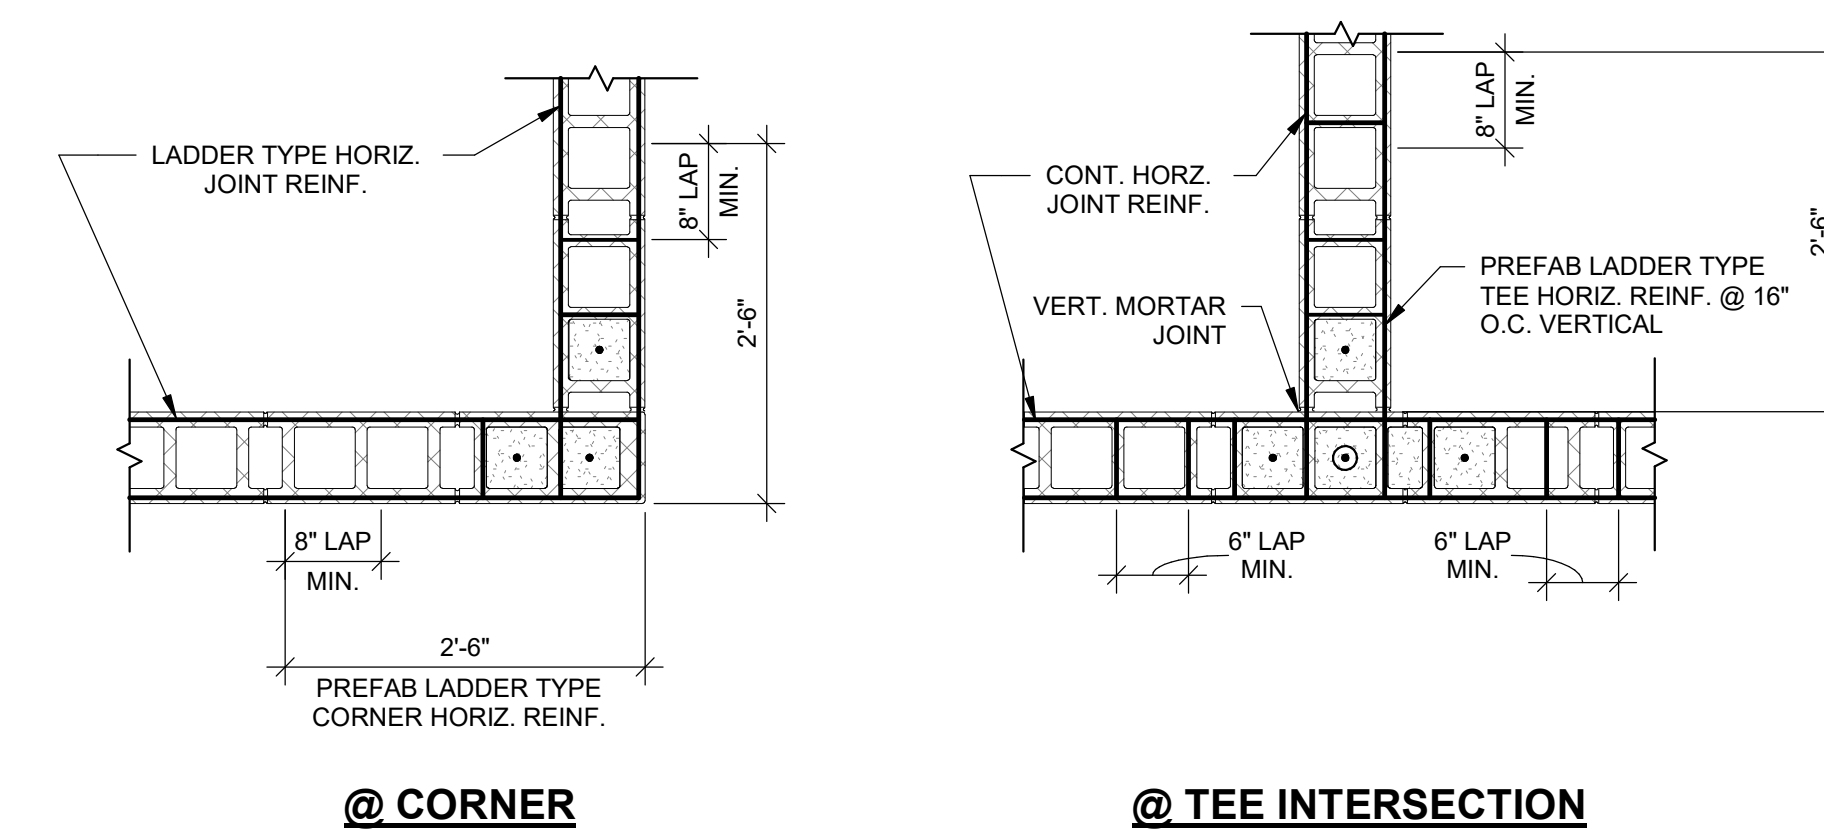 LADDER TYPE HORIZ.
JOINT REINF.
8" LAP
MIN.
2'-6"
8" LAP
MIN.
2'-6"
PREFAB LADDER TYPE
CORNER HORIZ. REINF.
@ CORNER
8" LAP
MIN.
CONT. HORZ.
JOINT REINF.
2'-6"
PREFAB LADDER TYPE
TEE HORIZ. REINF. @ 16"
O.C. VERTICAL
VERT. MORTAR
JOINT
6" LAP
MIN.
6" LAP
MIN.
@ TEE INTERSECTION